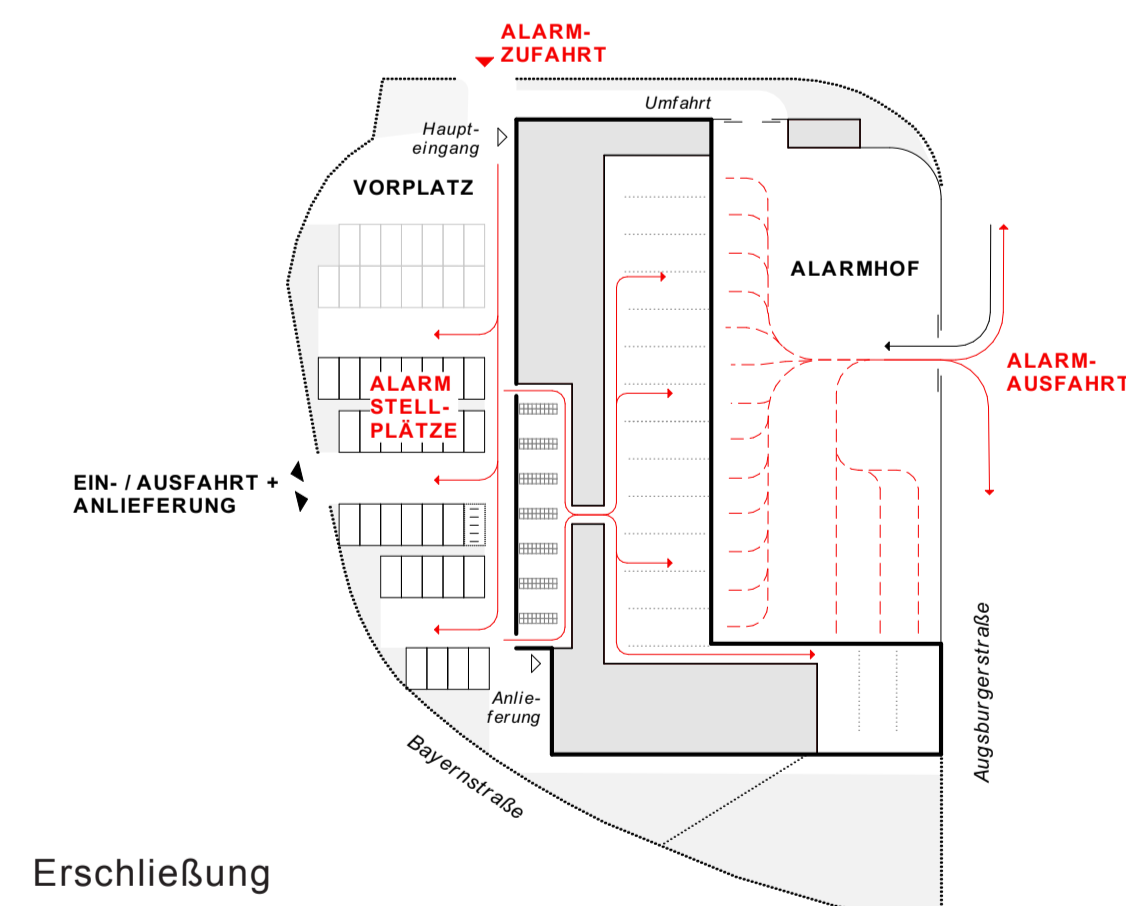 ALARM-
ZUFAHRT
Umfahrt
Haupt-
eingang
VORPLATZ
ALARMHOF
ALARM-
AUSFAHRT
ALARM
STELL-
PLÄTZE
EIN- / AUSFAHRT +
ANLIEFERUNG
Anlie-
ferung
Bayernstraße
Augsburgerstraße
Erschließung